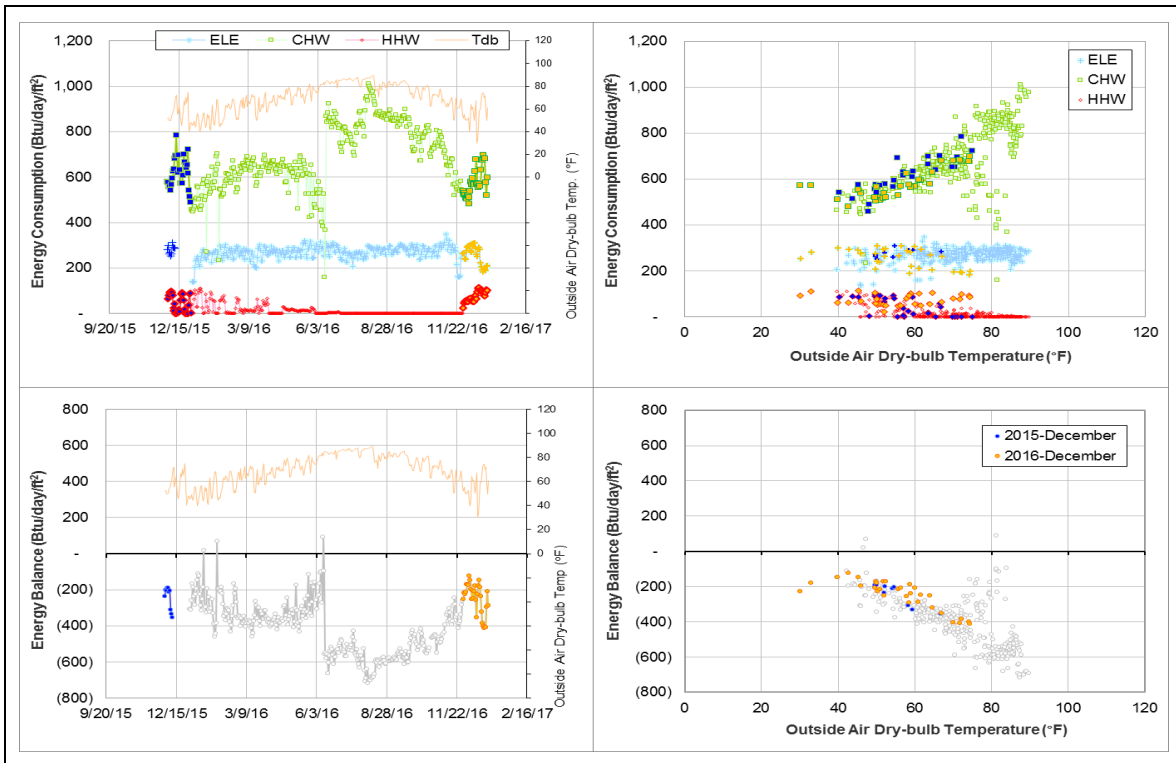 ELE CHW HHW Tdb
1,200
1,000
800
600
400
200
-
Energy Consumption (Btu/day/ft²)
120
100
80
60
40
20
0
Outside Air Dry-bulb Temp. (°F)
9/20/15 12/15/15 3/9/16 6/3/16 8/28/16 11/22/16 2/16/17
ELE
CHW
HHW
1,200
1,000
800
600
400
200
-
Energy Consumption (Btu/day/ft²)
0 20 40 60 80 100 120
Outside Air Dry-bulb Temperature (°F)
800
600
400
200
-
(200)
(400)
(600)
(800)
Energy Balance (Btu/day/ft²)
120
100
80
60
40
20
0
Outside Air Dry-bulb Temp. (°F)
9/20/15 12/15/15 3/9/16 6/3/16 8/28/16 11/22/16 2/16/17
2015-December
2016-December
800
600
400
200
-
(200)
(400)
(600)
(800)
Energy Balance (Btu/day/ft²)
0 20 40 60 80 100 120
Outside Air Dry-bulb Temperature (°F)